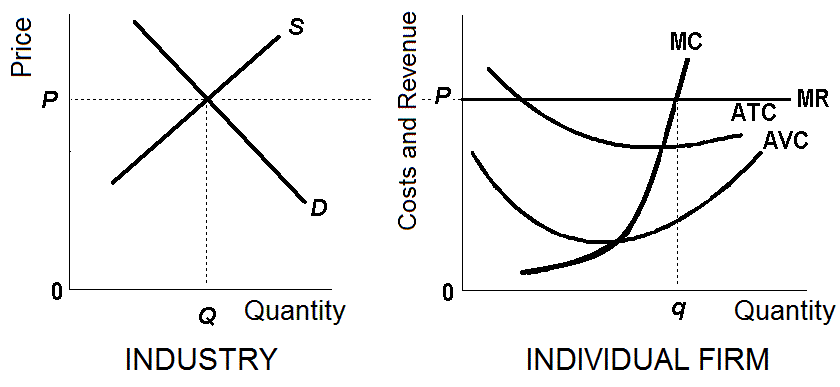 Price
S
P
D
0
Q
Quantity
INDUSTRY
Costs and Revenue
MC
P
MR
ATC
AVC
0
q
Quantity
INDIVIDUAL FIRM